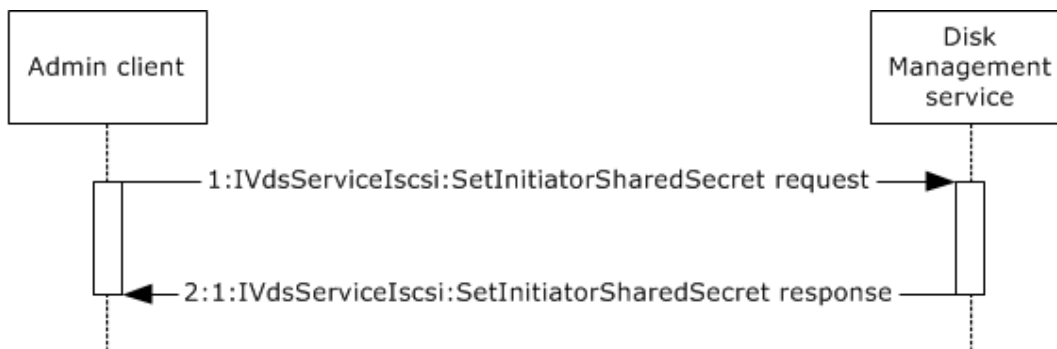 Admin client
Disk
Management
service
1:IVdsServiceIscsi:SetInitiatorSharedSecret request
2:1:IVdsServiceIscsi:SetInitiatorSharedSecret response